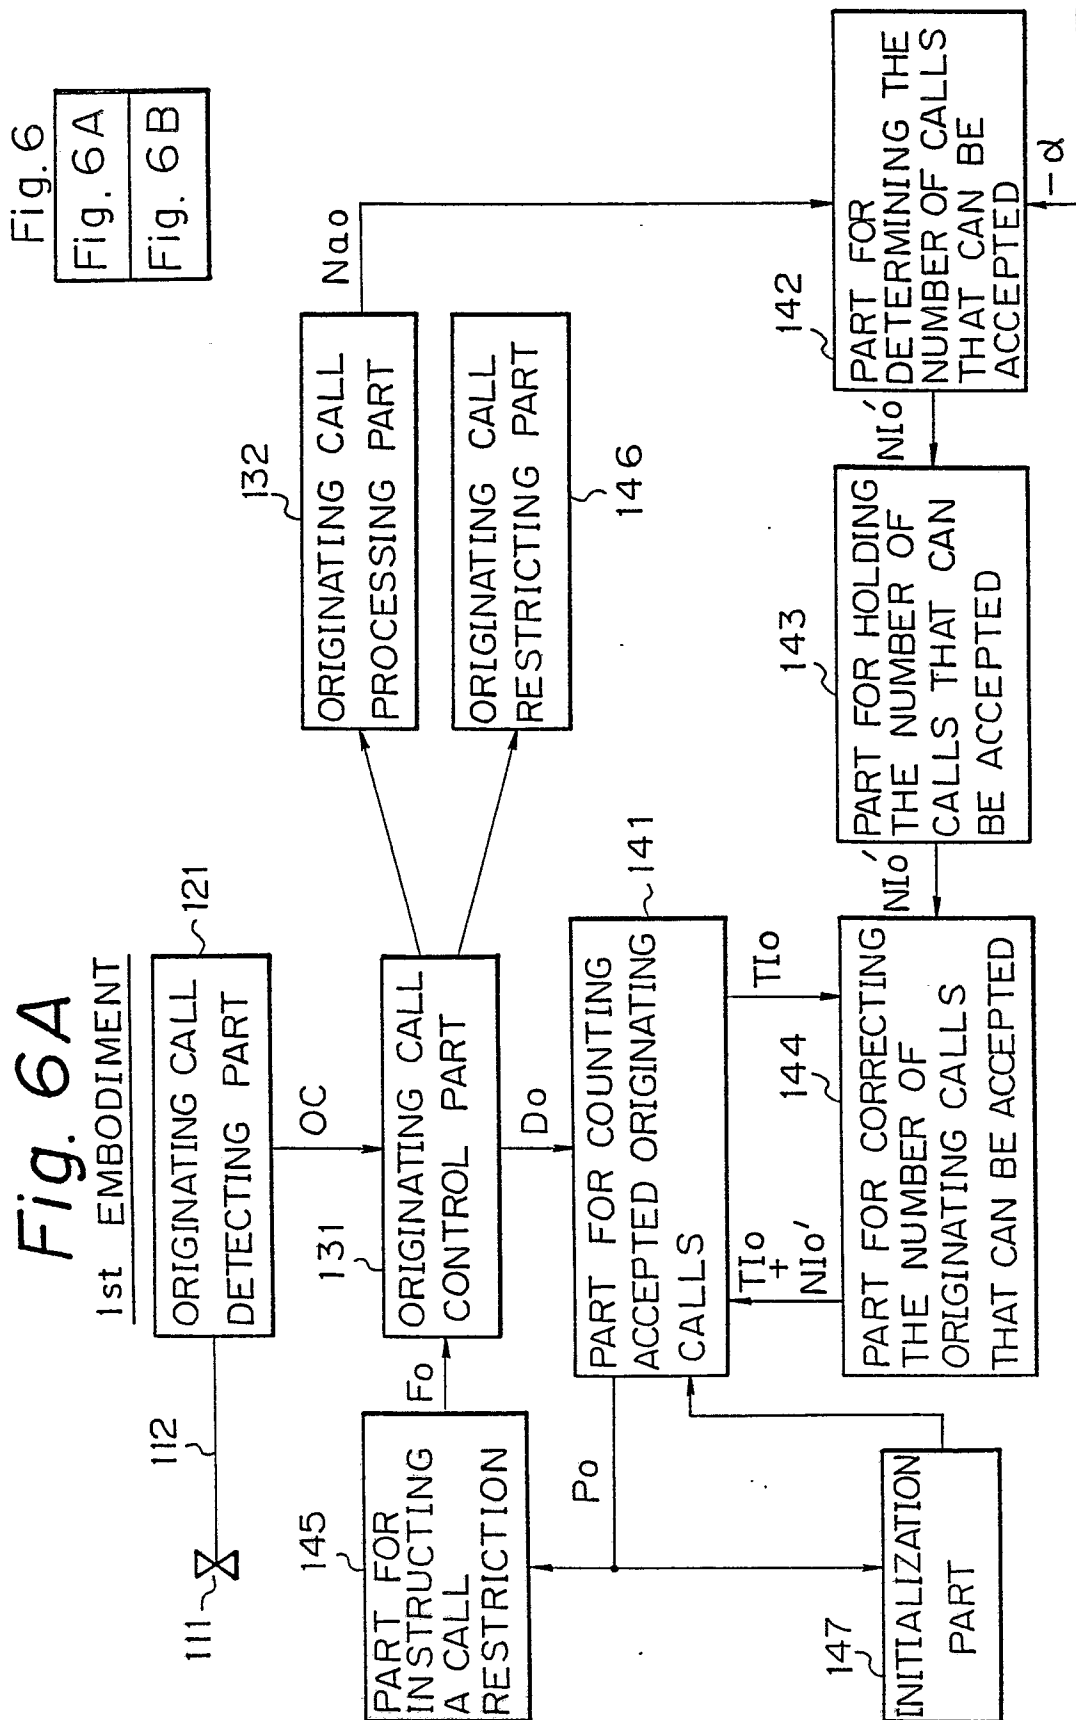 Fig. 6
Fig. 6A
Fig. 6B
Fig. 6A
1st EMBODIMENT
111
112
121
ORIGINATING CALL
DETECTING PART
OC
145
PART FOR
INSTRUCTING
A CALL
RESTRICTION
Fo
131
ORIGINATING CALL
CONTROL PART
132
ORIGINATING CALL
PROCESSING PART
Nao
ORIGINATING CALL
RESTRICTING PART
146
Do
Po
PART FOR COUNTING
ACCEPTED ORIGINATING
CALLS
141
TIo
+
NIo'
TIo
147
INITIALIZATION
PART
144
PART FOR CORRECTING
THE NUMBER OF
ORIGINATING CALLS
THAT CAN BE ACCEPTED
NIo'
143
PART FOR HOLDING
THE NUMBER OF
CALLS THAT CAN
BE ACCEPTED
NIo'
142
PART FOR
DETERMINING THE
NUMBER OF CALLS
THAT CAN BE
ACCEPTED
-α